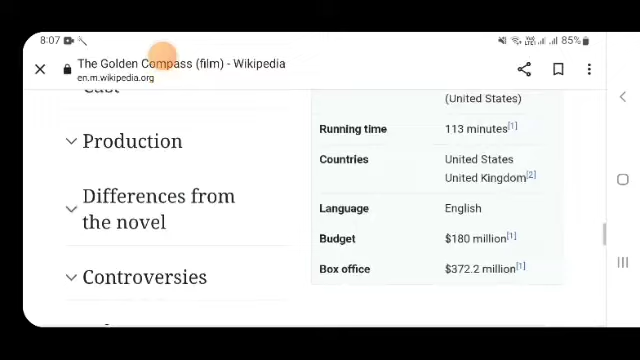 8:07
85%
The Golden Compass (film) - Wikipedia
en.m.wikipedia.org
(United States)
Running time 113 minutes[1]
Production
Countries United States
United Kingdom[2]
Differences from
the novel
Language English
Budget $180 million[1]
Controversies
Box office $372.2 million[1]